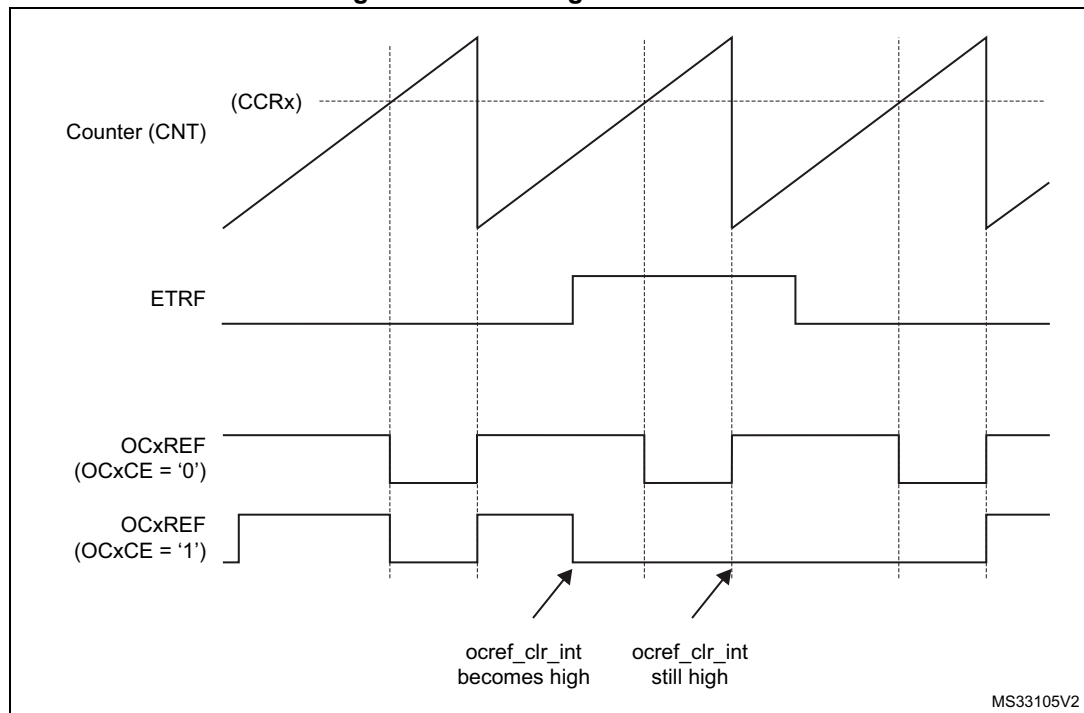 (CCRx)
Counter (CNT)
ETRF
OCxREF
(OCxCE = ‘0’)
OCxREF
(OCxCE = ‘1’)
ocref_clr_int
becomes high
ocref_clr_int
still high
MS33105V2